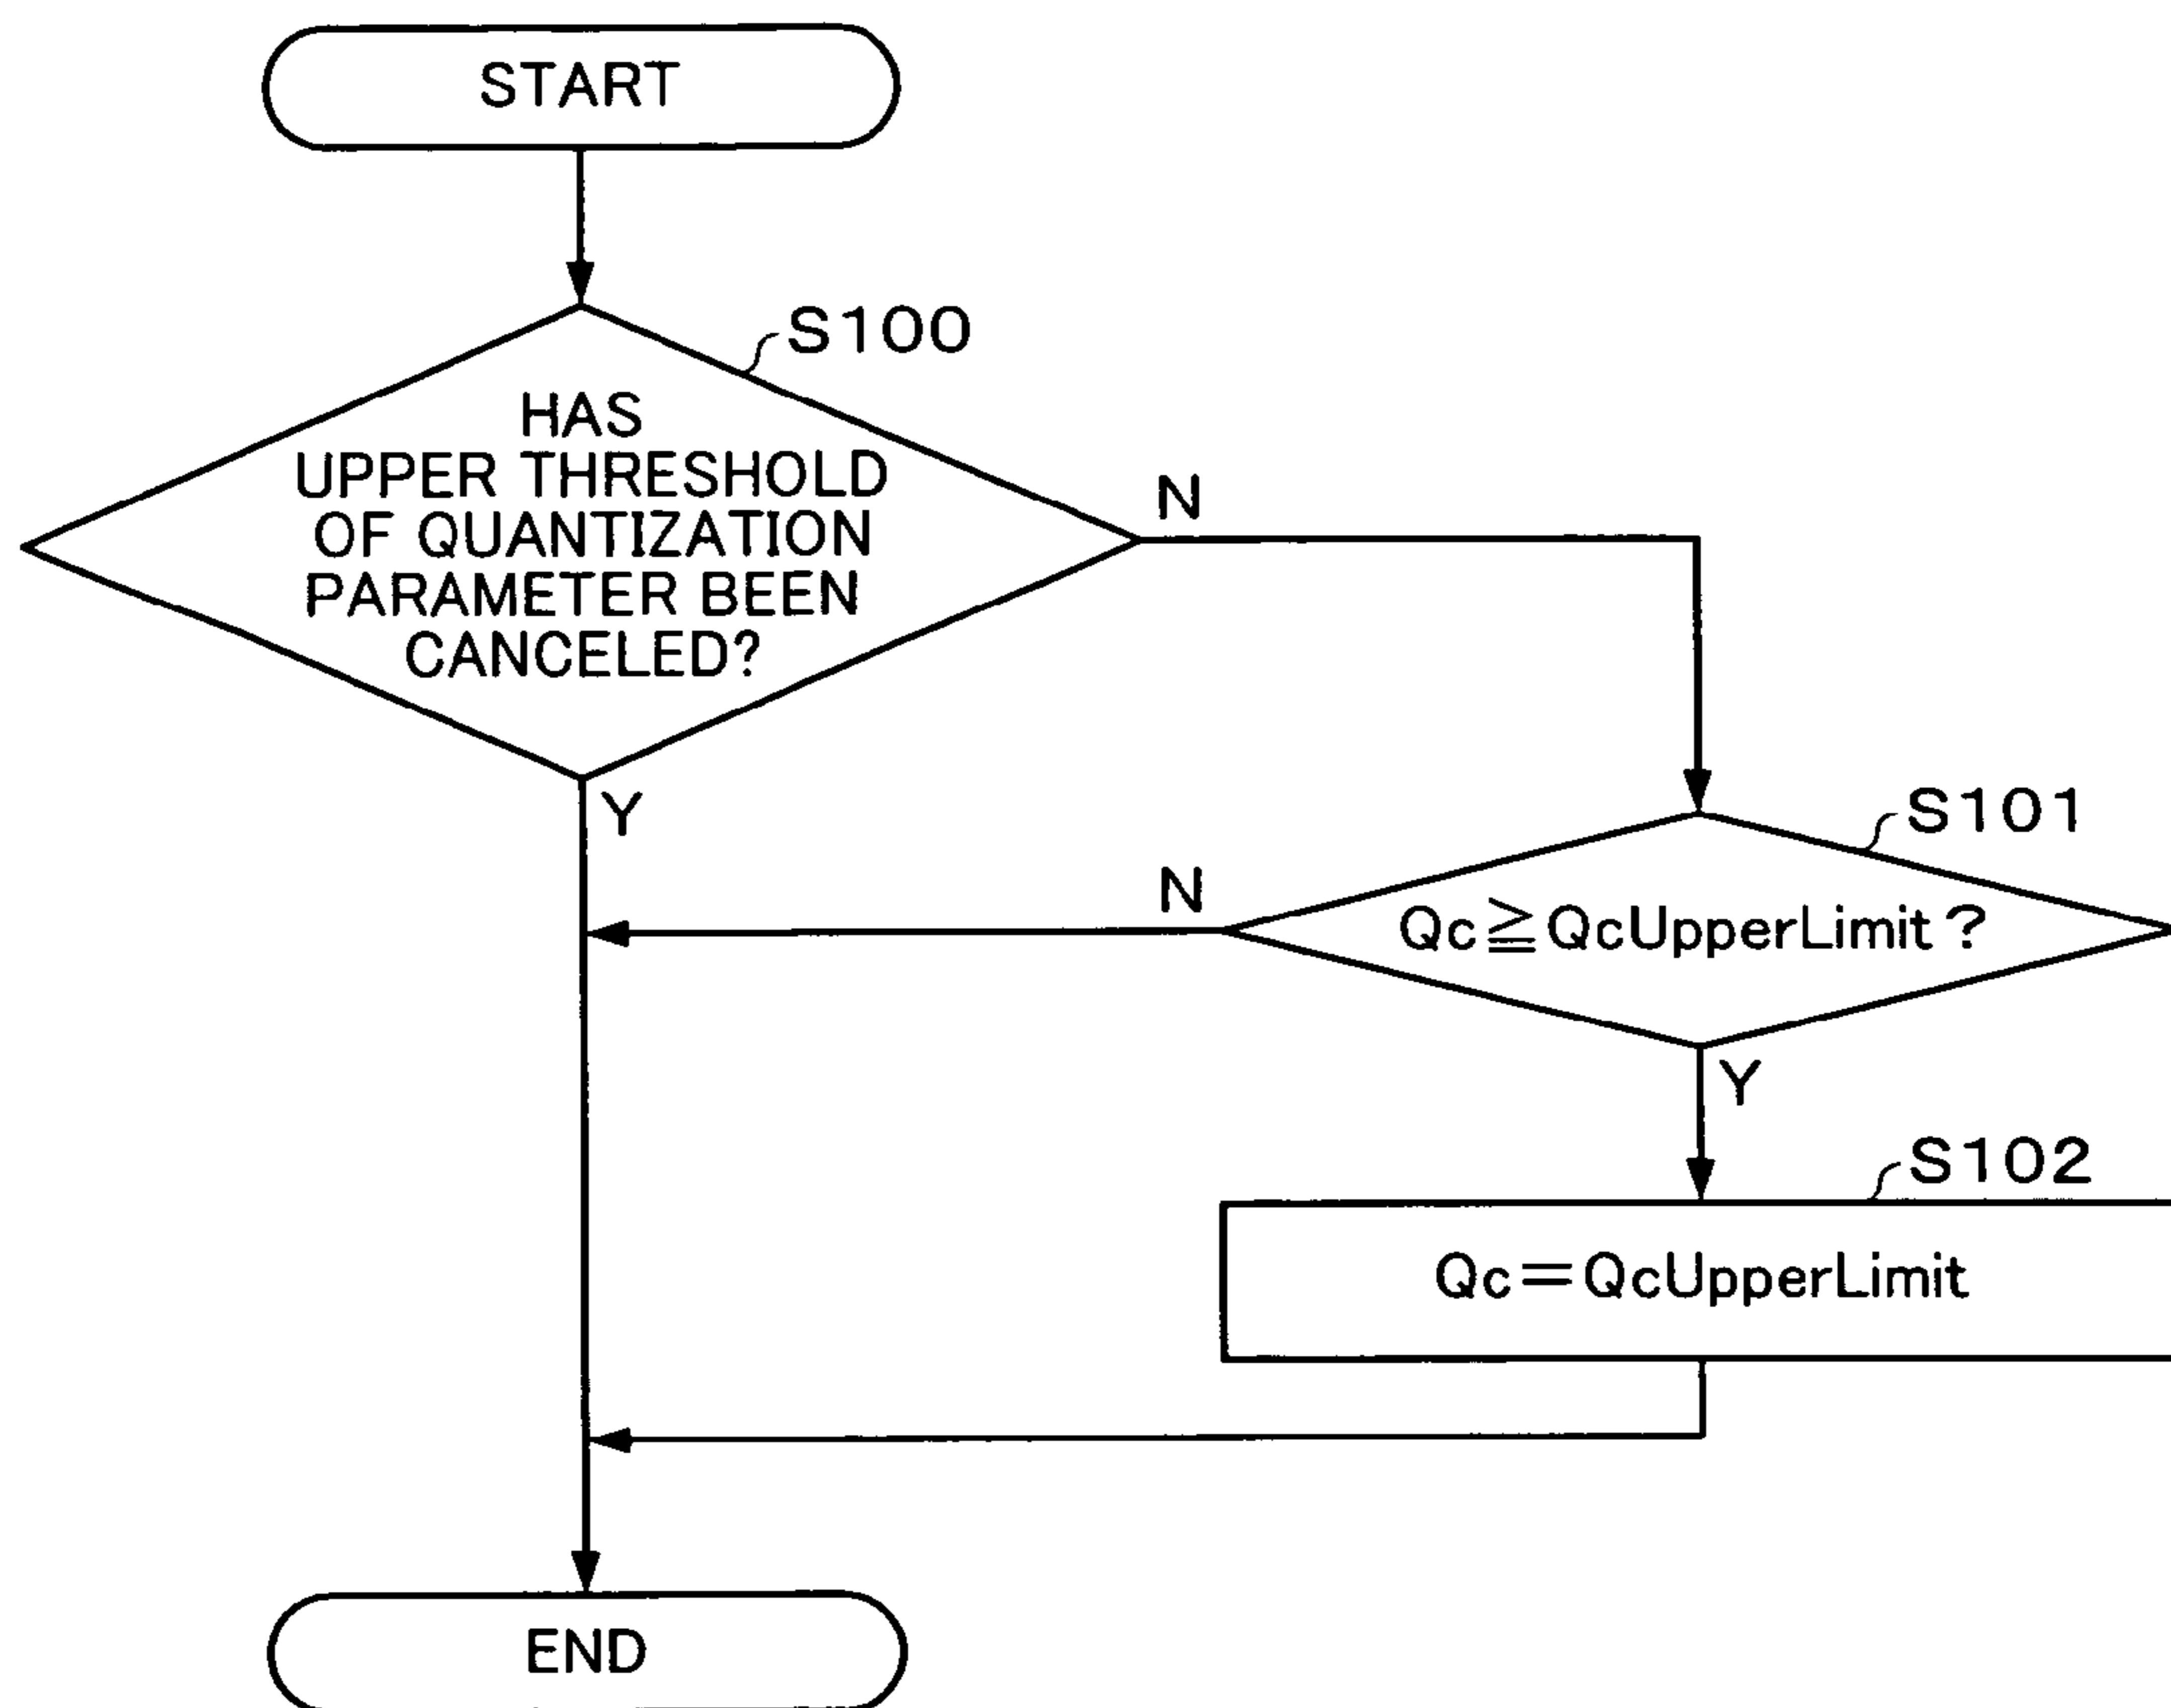 START
S100
HAS
UPPER THRESHOLD
OF QUANTIZATION
PARAMETER BEEN
CANCELED?
N
Y
S101
N
Qc≧QcUpperLimit?
Y
S102
Qc=QcUpperLimit
END